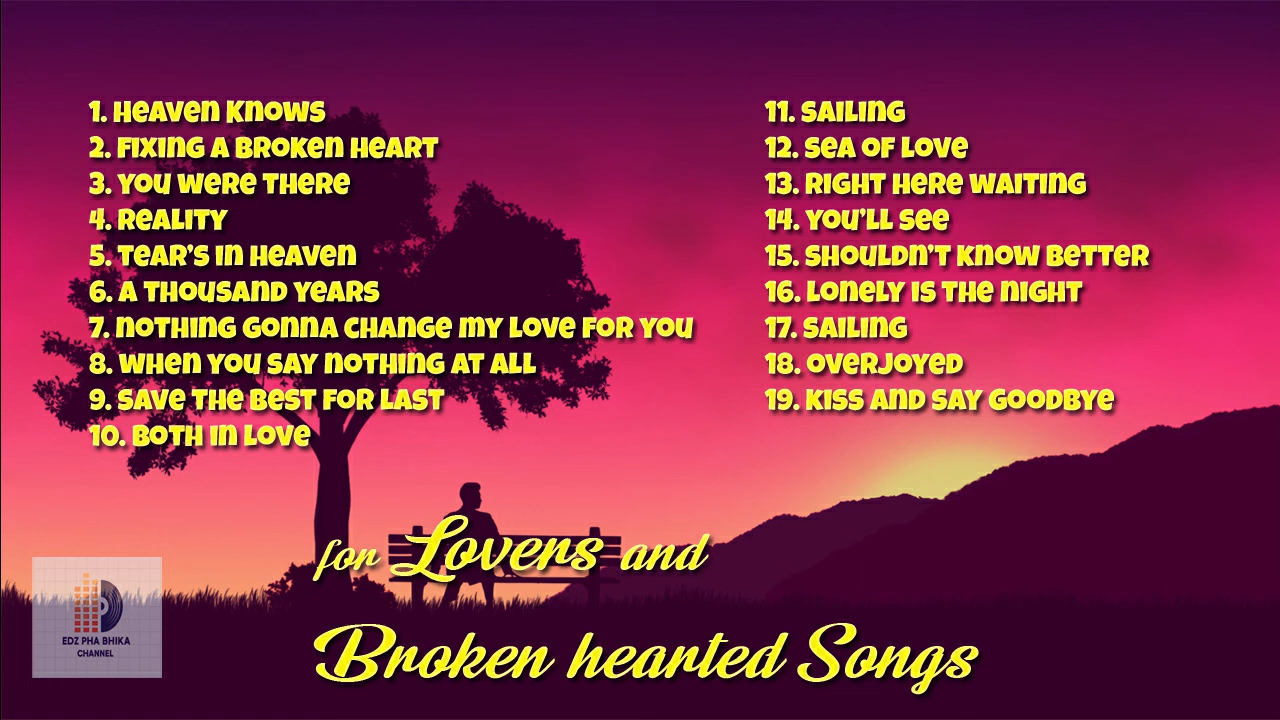 1. Heaven Knows
2. Fixing a Broken Heart
3. You Were There
4. Reality
5. Tear's in Heaven
6. A Thousand Years
7. Nothing Gonna Change My Love For You
8. When You Say Nothing at All
9. Save The Best For Last
10. Both in Love
11. Sailing
12. Sea of Love
13. Right Here Waiting
14. You'll See
15. Shouldn't Know Better
16. Lonely is The Night
17. Sailing
18. Overjoyed
19. Kiss and Say Goodbye
for Lovers and
Broken hearted Songs
EDZ PHA BHIKA
CHANNEL